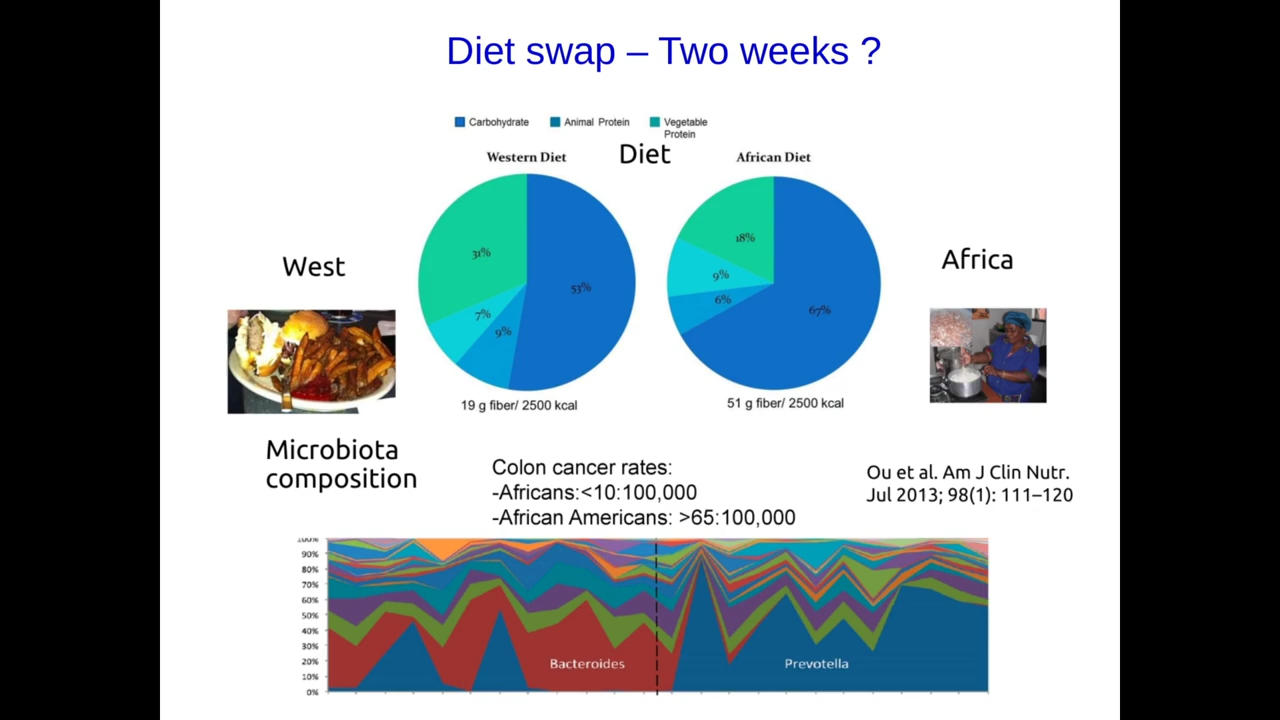 Diet swap – Two weeks ?
Carbohydrate
Animal Protein
Vegetable
Protein
Diet
Western Diet
African Diet
31%
53%
7%
9%
18%
9%
6%
67%
West
Africa
19 g fiber/ 2500 kcal
51 g fiber/ 2500 kcal
Microbiota
composition
Colon cancer rates:
-Africans:<10:100,000
-African Americans: >65:100,000
Ou et al. Am J Clin Nutr.
Jul 2013; 98(1): 111–120
100%
90%
80%
70%
60%
50%
40%
30%
20%
10%
0%
Bacteroides
Prevotella